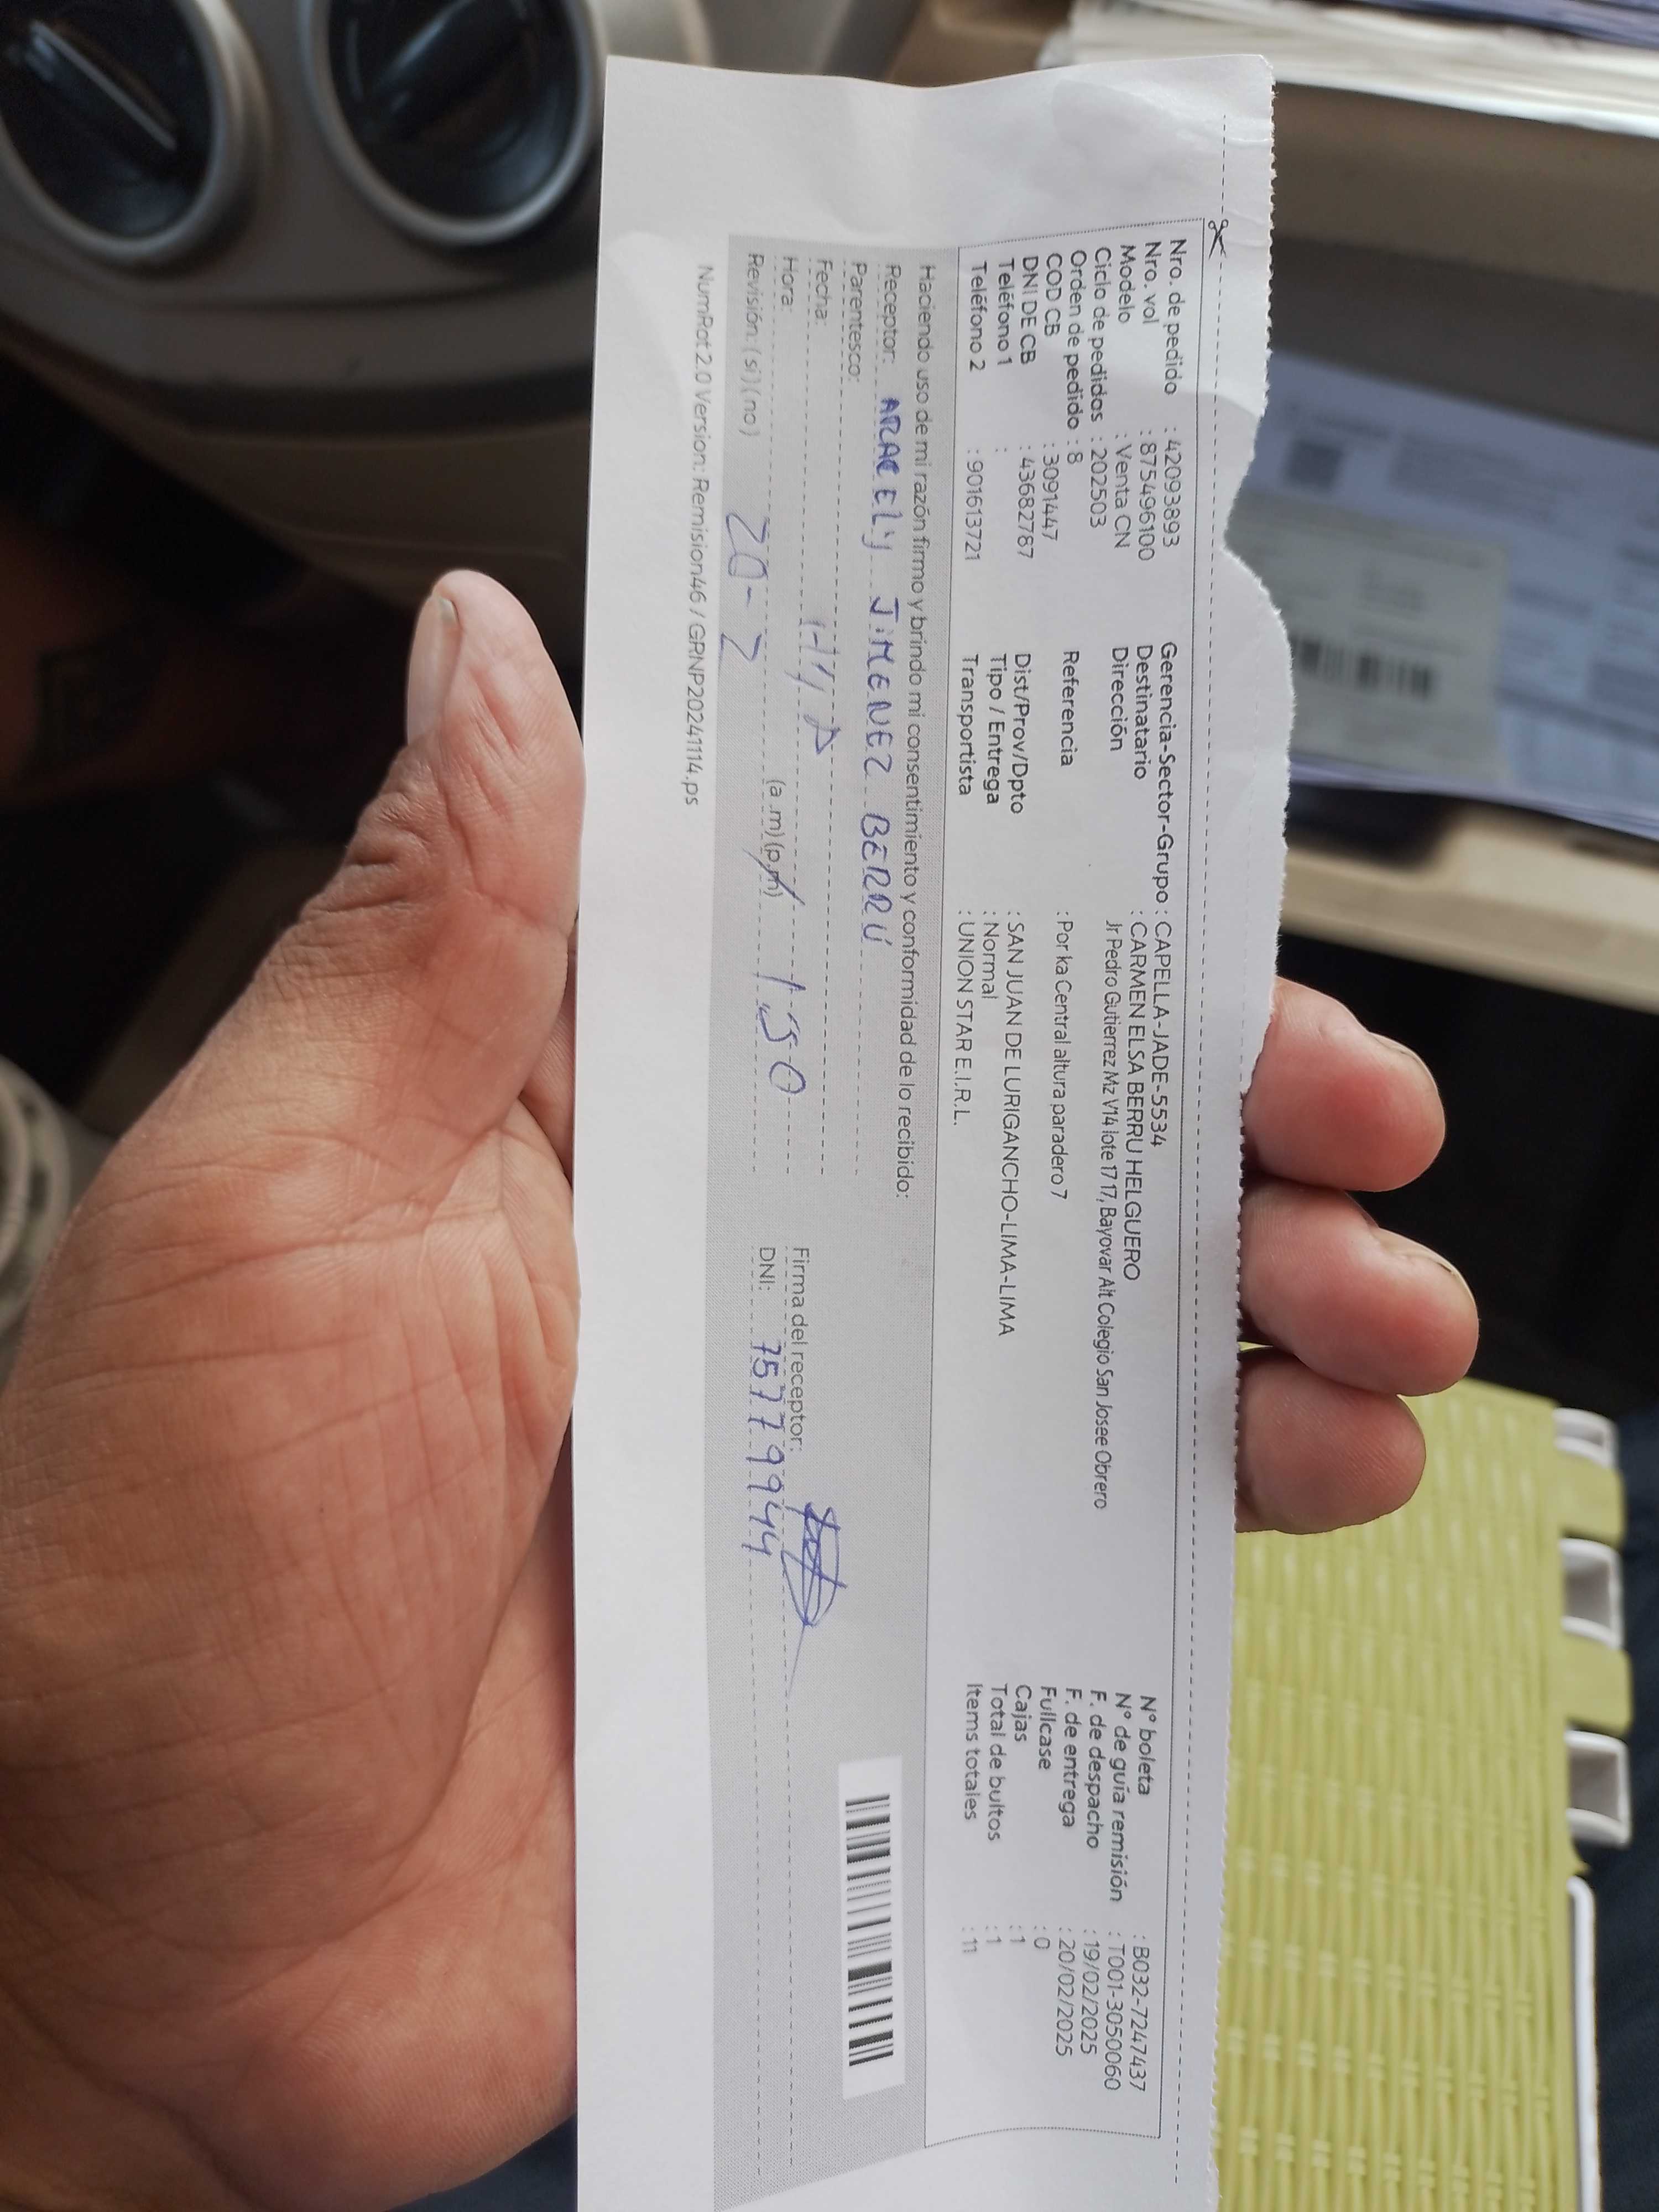 Nro. de pedido : 42093893
Nro. vol : 875496100
Modelo : Venta CN
Ciclo de pedidos : 202503
Orden de pedido : 8
COD CB : 3091447
DNI DE CB : 43682787
Teléfono 1 :
Teléfono 2 : 901613721
Gerencia-Sector-Grupo : CAPELLA-JADE-5534
Destinatario : CARMEN ELSA BERRU HELGUERO
Dirección Jr Pedro Gutierrez Mz V14 lote 17 17, Bayovar Alt Colegio San Josee Obrero
Referencia : Por ka Central altura paradero 7
Dist/Prov/Dpto : SAN JUAN DE LURIGANCHO-LIMA-LIMA
Tipo / Entrega : Normal
Transportista : UNION STAR E.I.R.L.
N° boleta : B032-7247437
N° de guía remisión : T001-3050060
F. de despacho : 19/02/2025
F. de entrega : 20/02/2025
Fullcase : 0
Cajas : 1
Total de bultos : 1
Items totales : 11
Haciendo uso de mi razón firmo y brindo mi consentimiento y conformidad de lo recibido:
Receptor: ARACELY JIMENEZ BERRÚ
Parentesco:
Fecha:
Hora: (a.m) (p.m) 1:50
Revisión: (si) (no) 20-2
Firma del receptor:
DNI: 75779944
NumRot 2.0 Version: Remision46 / GRNP20241114.ps